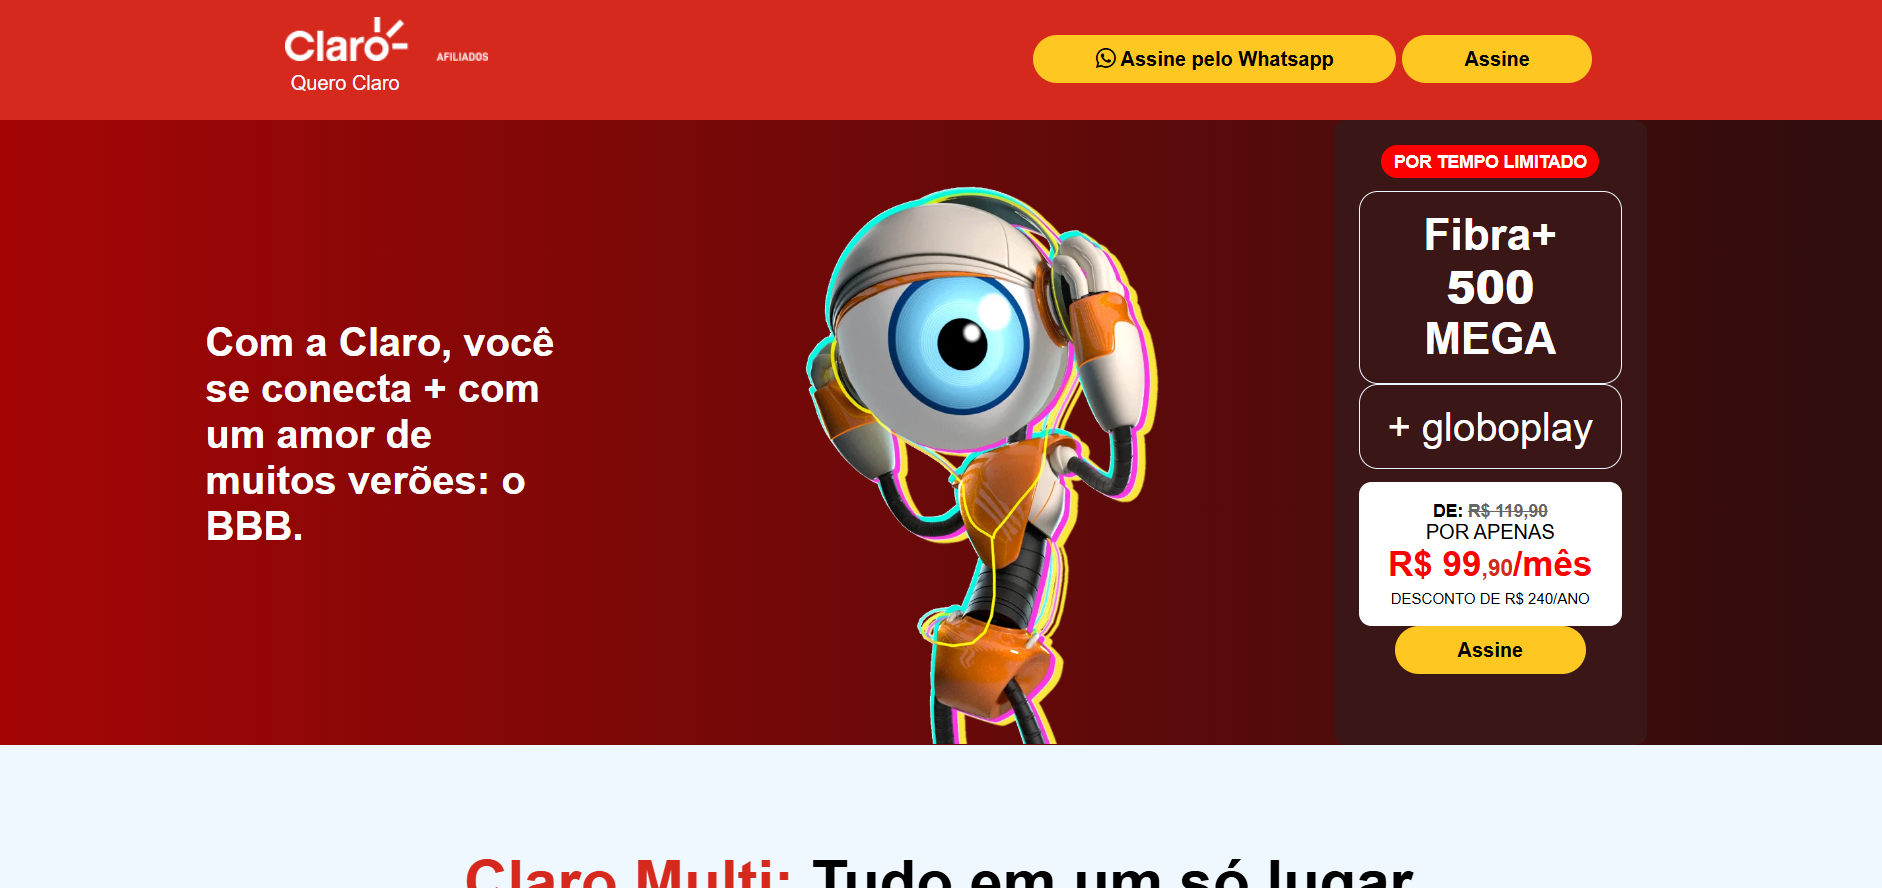 Claro
AFILIADOS
Quero Claro
Assine pelo Whatsapp
Assine
Com a Claro, você
se conecta + com
um amor de
muitos verões: o
BBB.
POR TEMPO LIMITADO
Fibra+
500
MEGA
+ globoplay
DE: R$ 119,90
POR APENAS
R$ 99,90/mês
DESCONTO DE R$ 240/ANO
Assine
Claro Multi: Tudo em um só lugar